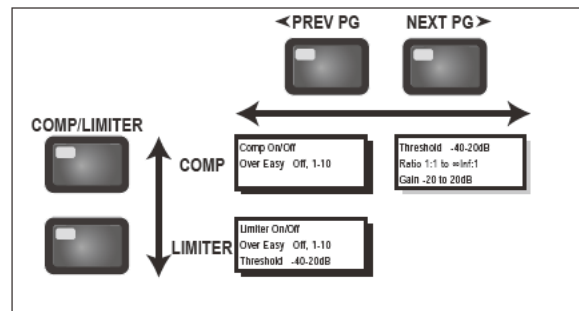 <PREV PG
NEXT PG>
COMP/LIMITER
COMP
Comp On/Off
Over Easy Off, 1-10
Threshold -40-20dB
Ratio 1:1 to ∞Inf:1
Gain -20 to 20dB
LIMITER
Limiter On/Off
Over Easy Off, 1-10
Threshold -40-20dB